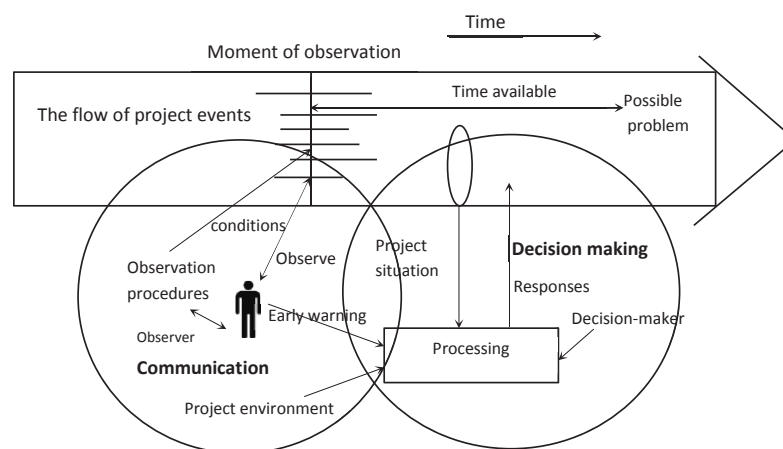 Time
Moment of observation
Time available
The flow of project events
Possible
problem
conditions
Observe
Observation
procedures
Project
situation
Decision making
Responses
Early warning
Observer
Decision-maker
Processing
Communication
Project environment